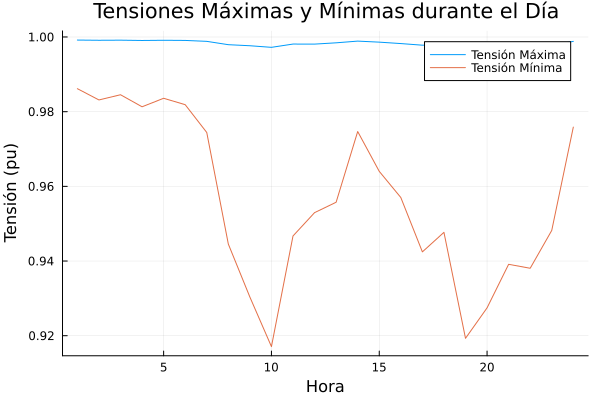 Tensiones Máximas y Mínimas durante el Día
Tensión (pu)
1.00
0.98
0.96
0.94
0.92
Tensión Máxima
Tensión Mínima
5
10
15
20
Hora